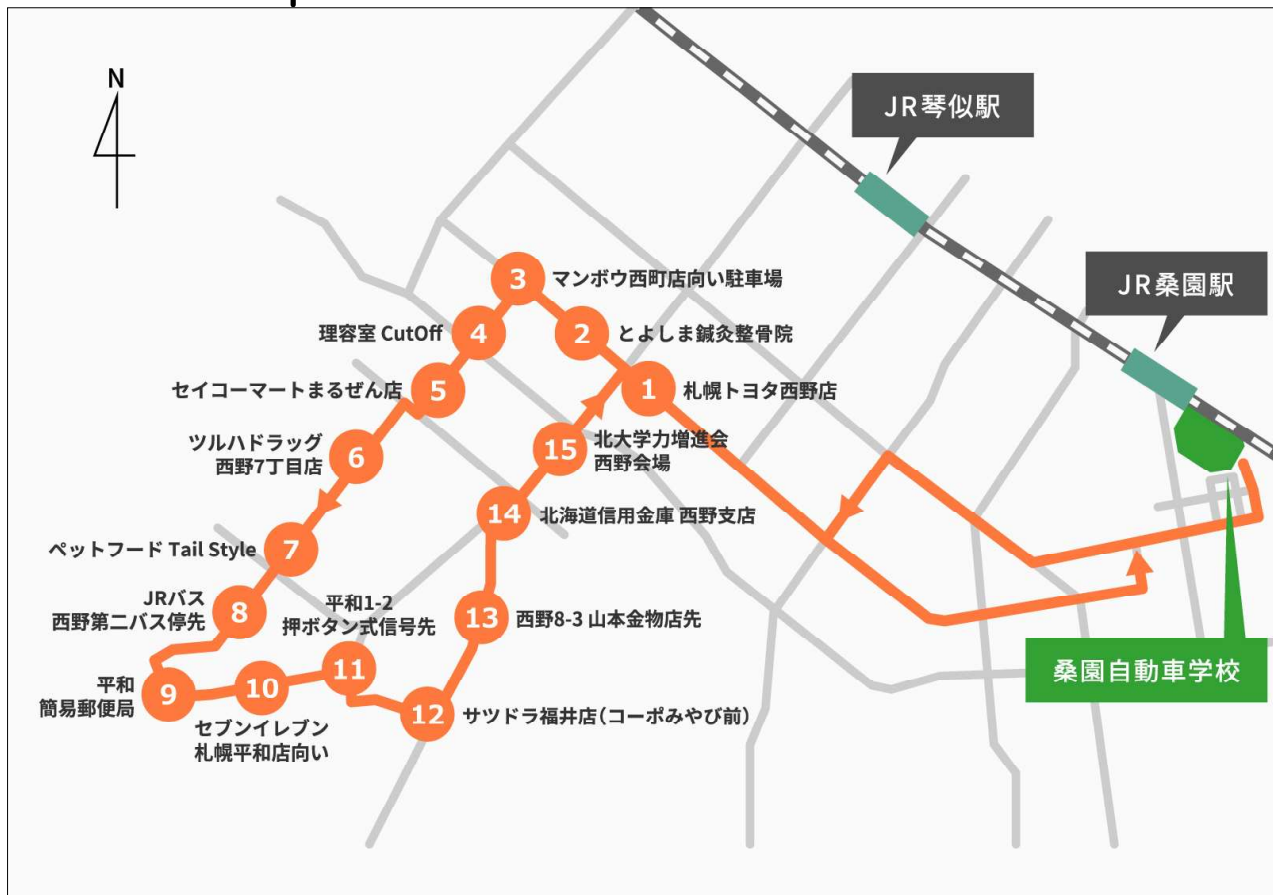 N
JR琴似駅
JR桑園駅
3
マンボウ西町店向い駐車場
理容室 CutOff
4
2
とよしま鍼灸整骨院
セイコーマートまるぜん店
5
1
札幌トヨタ西野店
ツルハドラッグ
西野7丁目店
6
15
北大学力増進会
西野会場
14
北海道信用金庫 西野支店
ペットフード Tail Style
7
JRバス
西野第二バス停先
8
平和1-2
押ボタン式信号先
13
西野8-3 山本金物店先
11
桑園自動車学校
平和
簡易郵便局
9
10
セブンイレブン
札幌平和店向い
12
サツドラ福井店(コーポみやび前)